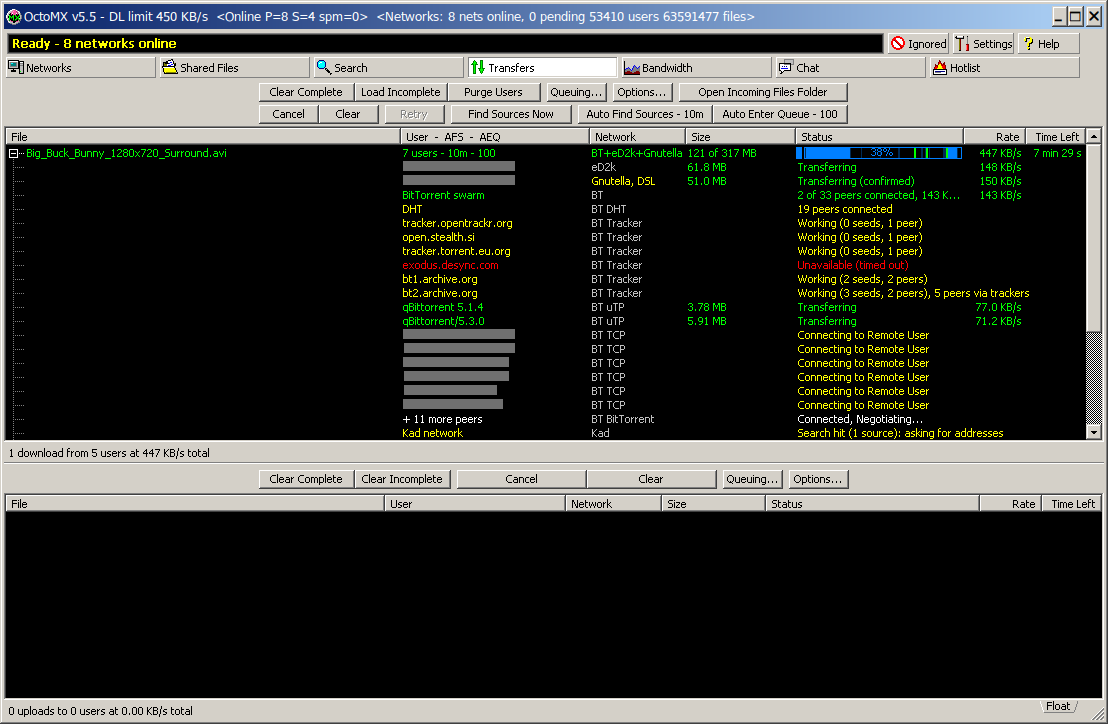 OctoMX v5.5 - DL limit 450 KB/s <Online P=8 S=4 spm=0> <Networks: 8 nets online, 0 pending 53410 users 63591477 files>
Ready - 8 networks online
Ignored Settings ? Help
Networks Shared Files Search Transfers Bandwidth Chat Hotlist
Clear Complete Load Incomplete Purge Users Queuing... Options... Open Incoming Files Folder
Cancel Clear Retry Find Sources Now Auto Find Sources - 10m Auto Enter Queue - 100
File User - AFS - AEQ Network Size Status Rate Time Left
Big_Buck_Bunny_1280x720_Surround.avi 7 users - 10m - 100 BT+eD2k+Gnutella 121 of 317 MB 38% 447 KB/s 7 min 29 s
eD2k 61.8 MB Transferring 148 KB/s
Gnutella, DSL 51.0 MB Transferring (confirmed) 150 KB/s
BitTorrent swarm BT 2 of 33 peers connected, 143 K... 143 KB/s
DHT BT DHT 19 peers connected
tracker.opentrackr.org BT Tracker Working (0 seeds, 1 peer)
open.stealth.si BT Tracker Working (0 seeds, 1 peer)
tracker.torrent.eu.org BT Tracker Working (0 seeds, 1 peer)
exodus.desync.com BT Tracker Unavailable (timed out)
bt1.archive.org BT Tracker Working (2 seeds, 2 peers)
bt2.archive.org BT Tracker Working (3 seeds, 2 peers), 5 peers via trackers
qBittorrent 5.1.4 BT uTP 3.78 MB Transferring 77.0 KB/s
qBittorrent/5.3.0 BT uTP 5.91 MB Transferring 71.2 KB/s
BT TCP Connecting to Remote User
BT TCP Connecting to Remote User
BT TCP Connecting to Remote User
BT TCP Connecting to Remote User
BT TCP Connecting to Remote User
BT TCP Connecting to Remote User
+ 11 more peers BT BitTorrent Connected, Negotiating...
Kad network Kad Search hit (1 source): asking for addresses
1 download from 5 users at 447 KB/s total
Clear Complete Clear Incomplete Cancel Clear Queuing... Options...
File User Network Size Status Rate Time Left
0 uploads to 0 users at 0.00 KB/s total
Float